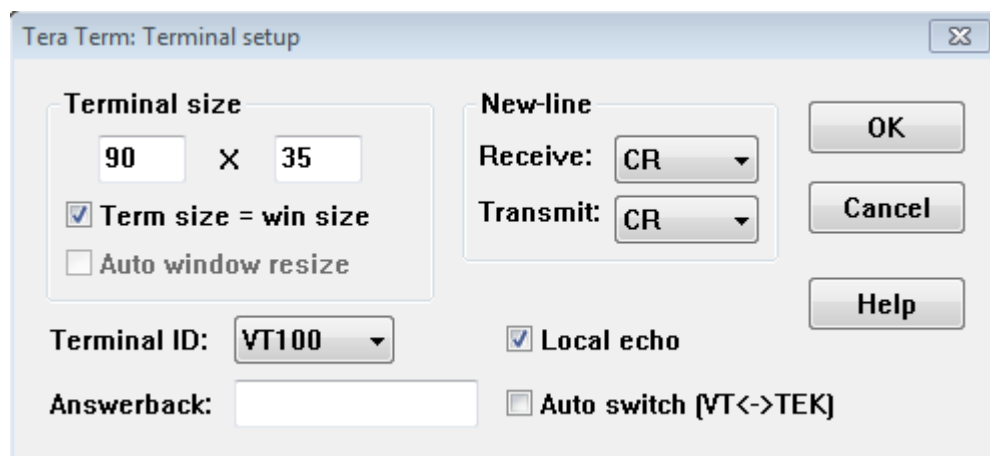 Tera Term: Terminal setup
Terminal size
90 X 35
Term size = win size
Auto window resize
New-line
Receive: CR
Transmit: CR
OK
Cancel
Help
Terminal ID: VT100
Local echo
Answerback:
Auto switch (VT<->TEK)